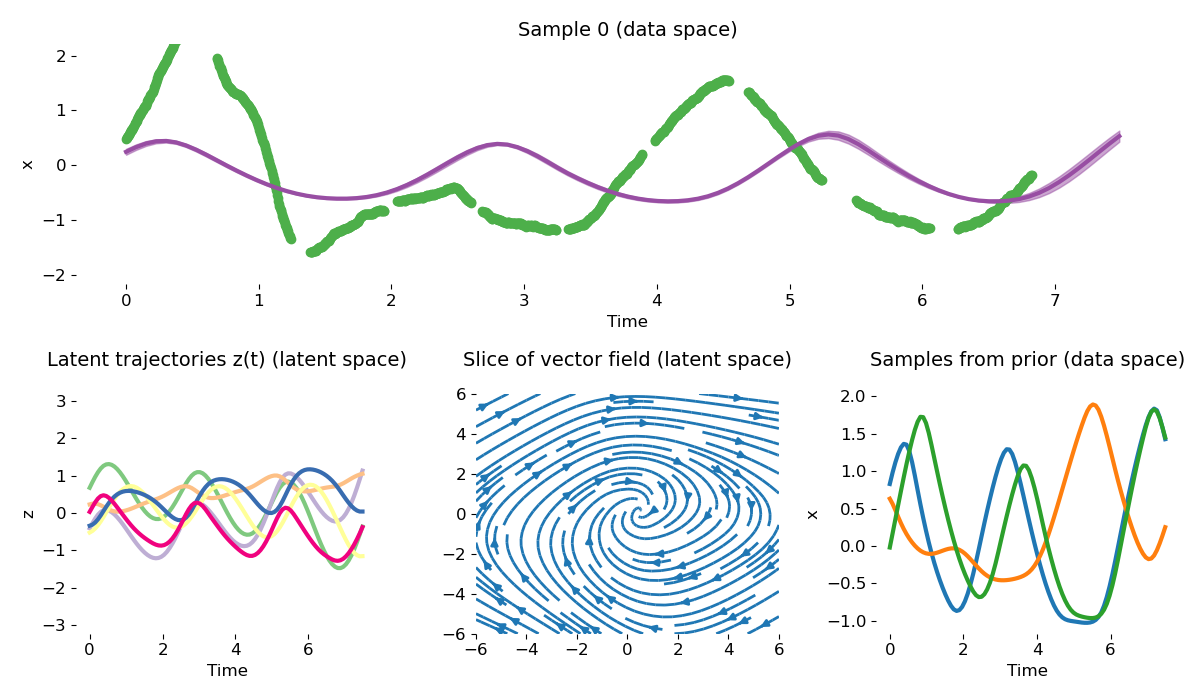 Sample 0 (data space)
2
1
0
−1
−2
x
0 1 2 3 4 5 6 7
Time
Latent trajectories z(t) (latent space)
3
2
1
0
−1
−2
−3
z
0 2 4 6
Time
Slice of vector field (latent space)
6
4
2
0
−2
−4
−6
−6 −4 −2 0 2 4 6
Samples from prior (data space)
2.0
1.5
1.0
0.5
0.0
−0.5
−1.0
x
0 2 4 6
Time